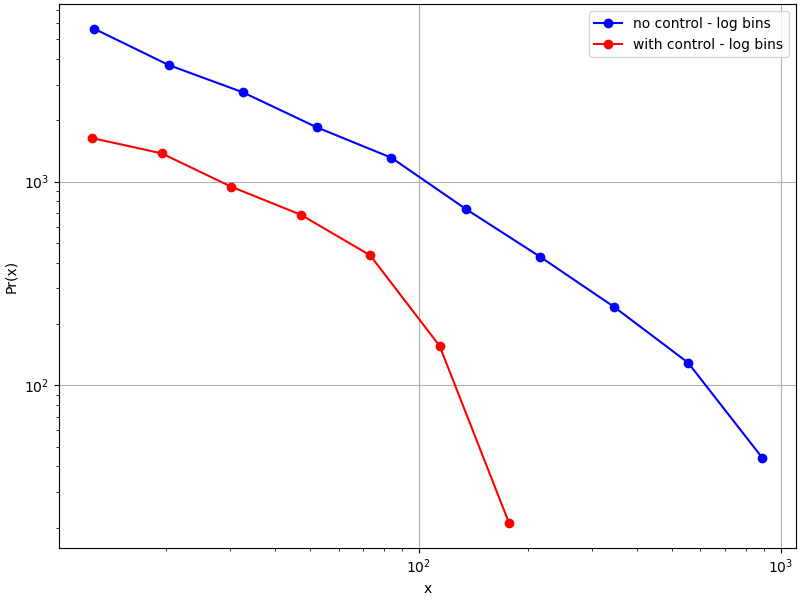 no control - log bins
with control - log bins
Pr(x)
10³
10²
10²
10³
x